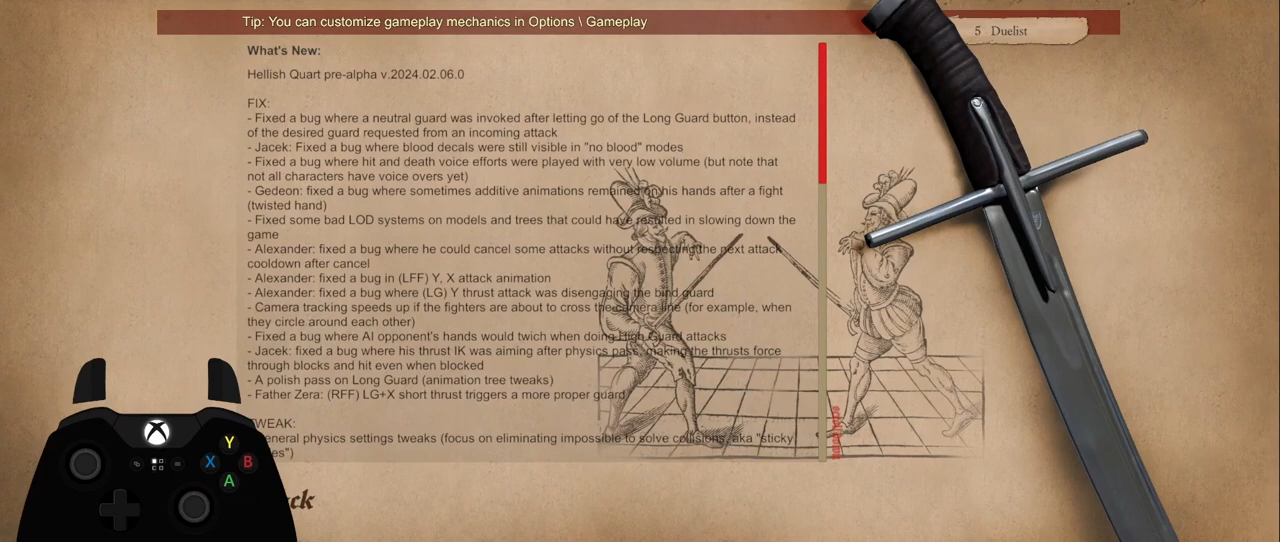 Tip: You can customize gameplay mechanics in Options \ Gameplay
5 Duelist
What's New:
Hellish Quart pre-alpha v.2024.02.06.0
FIX:
- Fixed a bug where a neutral guard was invoked after letting go of the Long Guard button, instead
of the desired guard requested from an incoming attack
- Jacek: Fixed a bug where blood decals were still visible in "no blood" modes
- Fixed a bug where hit and death voice efforts were played with very low volume (but note that
not all characters have voice overs yet)
- Gedeon: fixed a bug where sometimes additive animations remained on his hands after a fight
(twisted hand)
- Fixed some bad LOD systems on models and trees that could have resulted in slowing down the
game
- Alexander: fixed a bug where he could cancel some attacks without respecting the next attack
cooldown after cancel
- Alexander: fixed a bug in (LFF) Y, X attack animation
- Alexander: fixed a bug where (LG) Y thrust attack was disengaging the bind guard
- Camera tracking speeds up if the fighters are about to cross the camera line (for example, when
they circle around each other)
- Fixed a bug where AI opponent's hands would twich when doing High Guard attacks
- Jacek: fixed a bug where his thrust IK was aiming after physics pass, making the thrusts force
through blocks and hit even when blocked
- A polish pass on Long Guard (animation tree tweaks)
- Father Zera: (RFF) LG+X short thrust triggers a more proper guard
WEAK:
eneral physics settings tweaks (focus on eliminating impossible to solve collisions, aka "sticky
es")
ck
Y
X
B
A